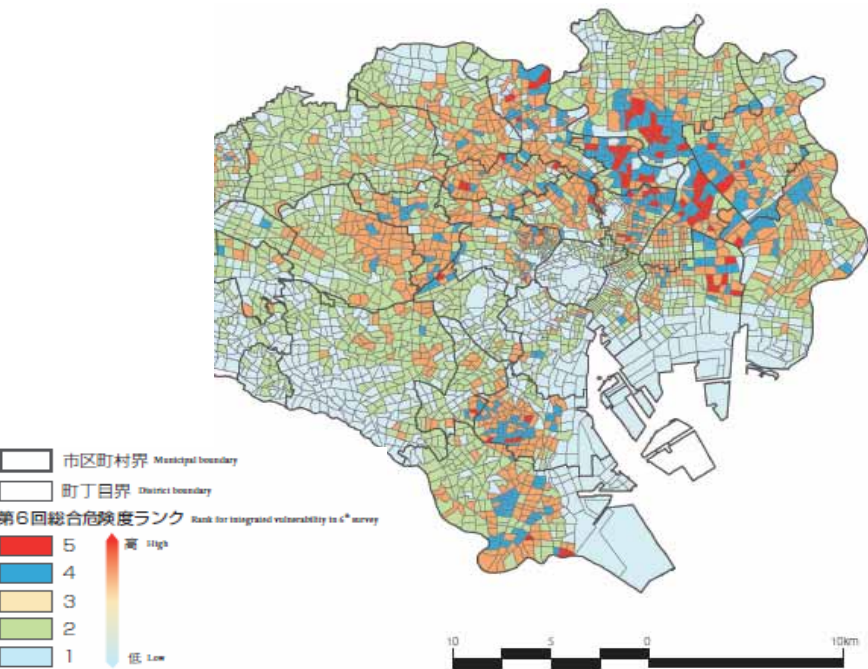 市区町村界 Municipal boundary
町丁目界 District boundary
第6回総合危険度ランク Rank for integrated vulnerability in 6th survey
5 高 High
4
3
2
1 低 Low
10 5 0 10km